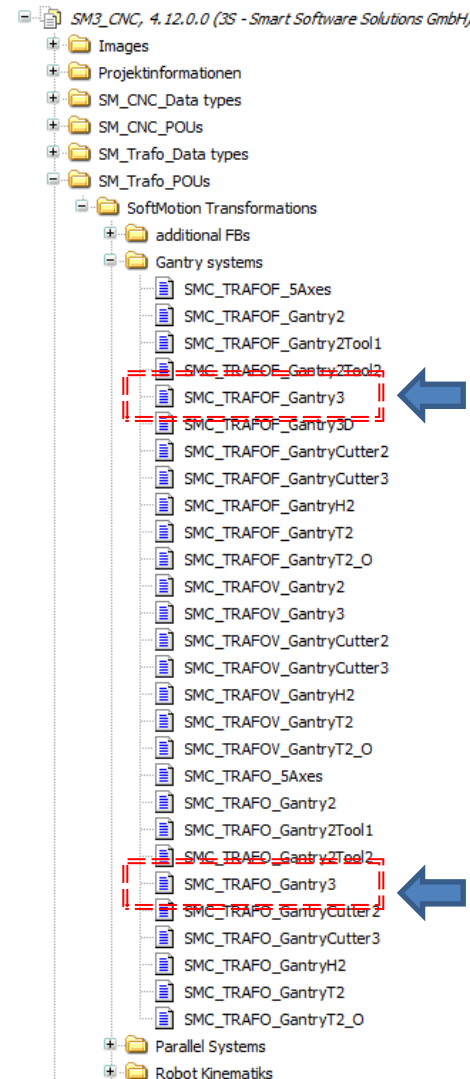 SM3_CNC, 4.12.0.0 (3S - Smart Software Solutions GmbH)
Images
Projektinformationen
SM_CNC_Data types
SM_CNC_POUs
SM_Trafo_Data types
SM_Trafo_POUs
SoftMotion Transformations
additional FBs
Gantry systems
SMC_TRAFOF_5Axes
SMC_TRAFOF_Gantry2
SMC_TRAFOF_Gantry2Tool1
SMC_TRAFOF_Gantry2Tool2
SMC_TRAFOF_Gantry3
SMC_TRAFOF_Gantry3D
SMC_TRAFOF_GantryCutter2
SMC_TRAFOF_GantryCutter3
SMC_TRAFOF_GantryH2
SMC_TRAFOF_GantryT2
SMC_TRAFOF_GantryT2_O
SMC_TRAFOV_Gantry2
SMC_TRAFOV_Gantry3
SMC_TRAFOV_GantryCutter2
SMC_TRAFOV_GantryCutter3
SMC_TRAFOV_GantryH2
SMC_TRAFOV_GantryT2
SMC_TRAFOV_GantryT2_O
SMC_TRAFO_5Axes
SMC_TRAFO_Gantry2
SMC_TRAFO_Gantry2Tool1
SMC_TRAFO_Gantry2Tool2
SMC_TRAFO_Gantry3
SMC_TRAFO_GantryCutter2
SMC_TRAFO_GantryCutter3
SMC_TRAFO_GantryH2
SMC_TRAFO_GantryT2
SMC_TRAFO_GantryT2_O
Parallel Systems
Robot Kinematiks